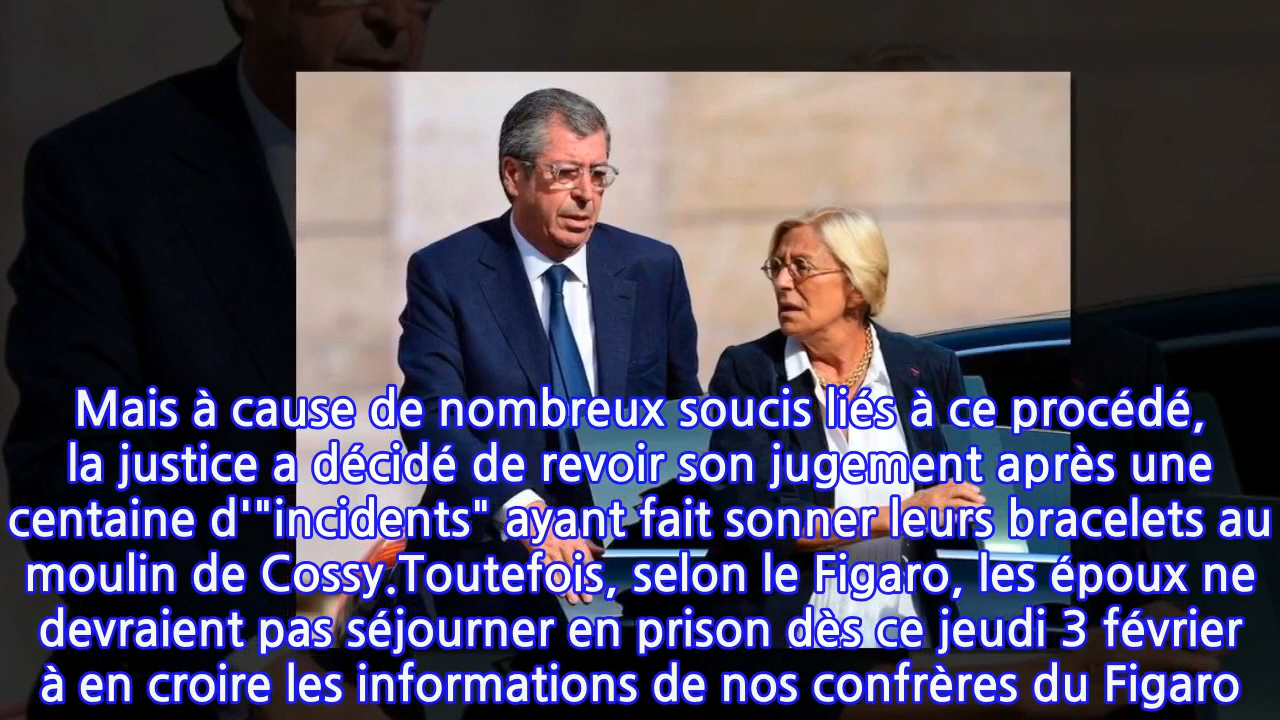 Mais à cause de nombreux soucis liés à ce procédé,
la justice a décidé de revoir son jugement après une
centaine d'"incidents" ayant fait sonner leurs bracelets au
moulin de Cossy.Toutefois, selon le Figaro, les époux ne
devraient pas séjourner en prison dès ce jeudi 3 février
à en croire les informations de nos confrères du Figaro